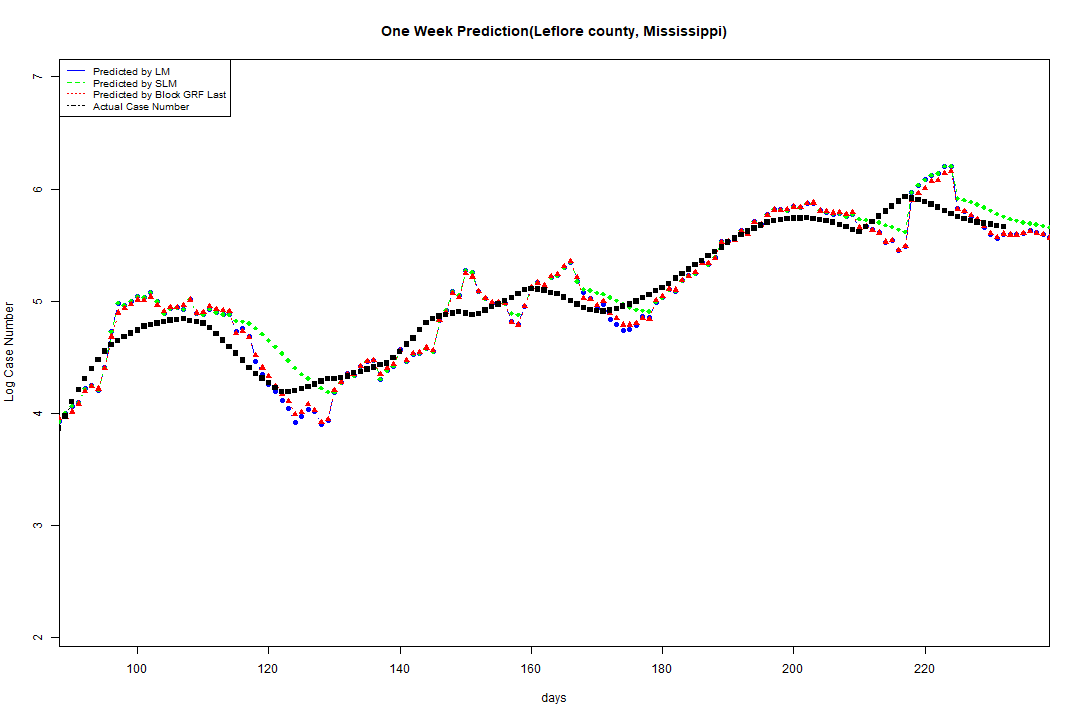 One Week Prediction(Leflore county, Mississippi)
Predicted by LM
Predicted by SLM
Predicted by Block GRF Last
Actual Case Number
Log Case Number
7
6
5
4
3
2
100 120 140 160 180 200 220
days